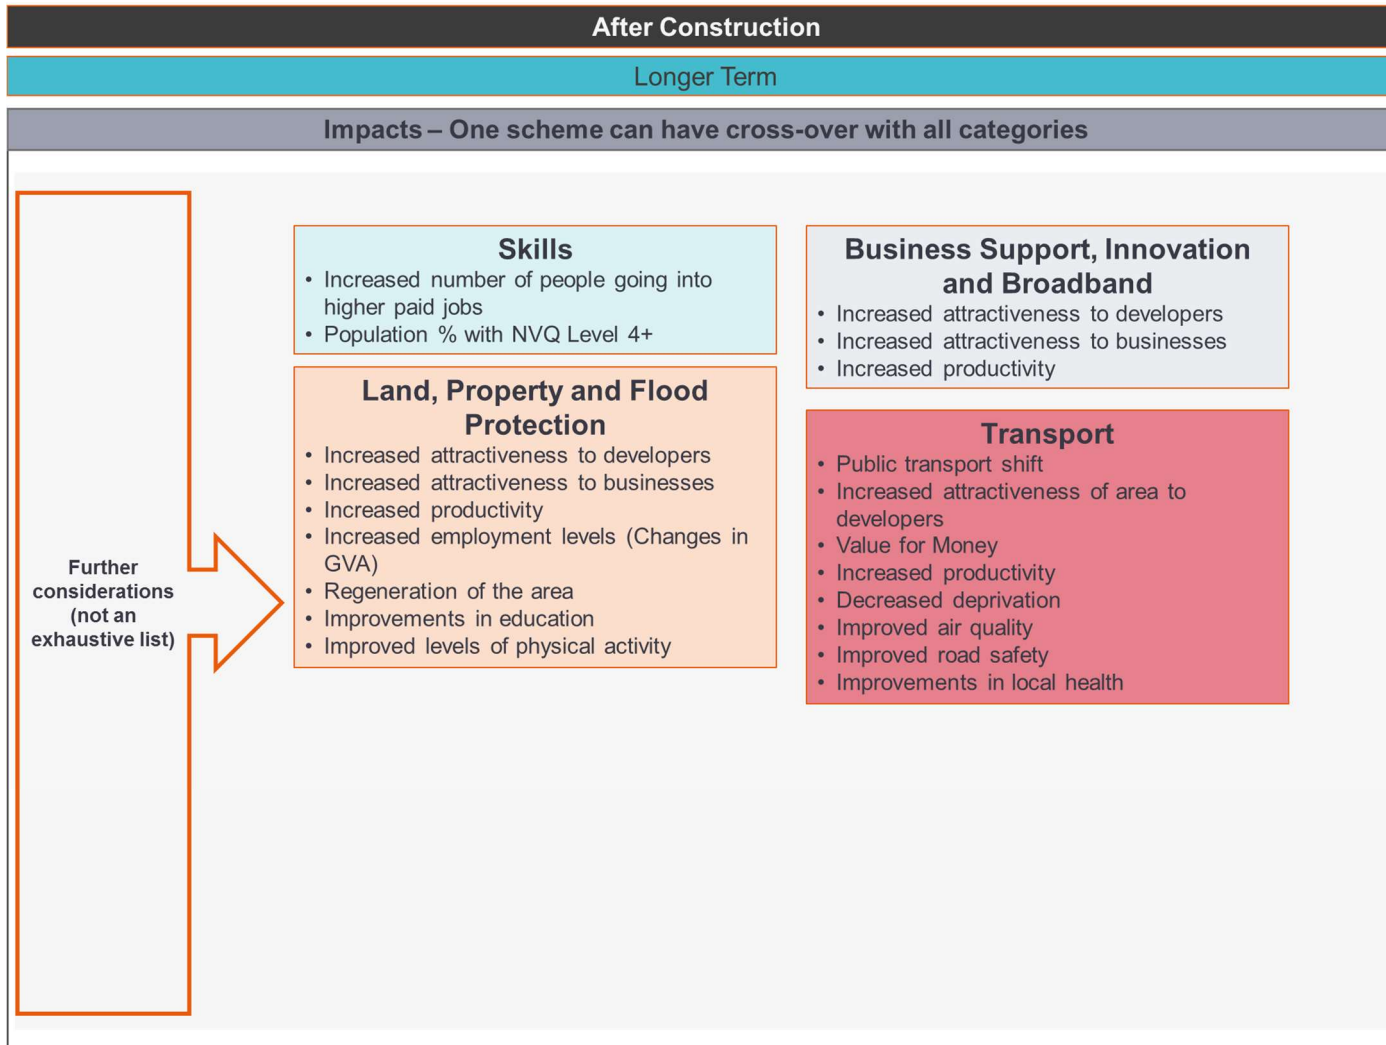 After Construction
Longer Term
Impacts – One scheme can have cross-over with all categories
Further
considerations
(not an
exhaustive list)
Skills
• Increased number of people going into
higher paid jobs
• Population % with NVQ Level 4+
Land, Property and Flood
Protection
• Increased attractiveness to developers
• Increased attractiveness to businesses
• Increased productivity
• Increased employment levels (Changes in
GVA)
• Regeneration of the area
• Improvements in education
• Improved levels of physical activity
Business Support, Innovation
and Broadband
• Increased attractiveness to developers
• Increased attractiveness to businesses
• Increased productivity
Transport
• Public transport shift
• Increased attractiveness of area to
developers
• Value for Money
• Increased productivity
• Decreased deprivation
• Improved air quality
• Improved road safety
• Improvements in local health